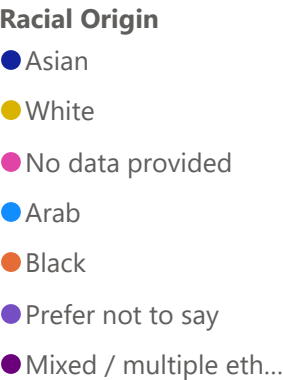 Racial Origin
Asian
White
No data provided
Arab
Black
Prefer not to say
Mixed / multiple eth...